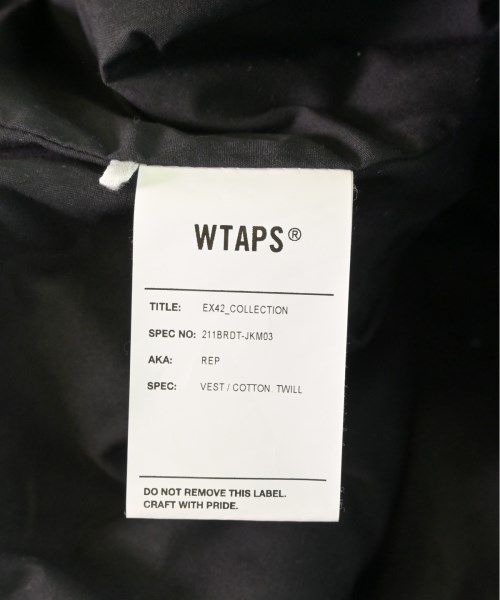 WTAPS®
TITLE: EX42_COLLECTION
SPEC NO: 211BRDT-JKM03
AKA: REP
SPEC: VEST / COTTON. TWILL
DO NOT REMOVE THIS LABEL.
CRAFT WITH PRIDE.